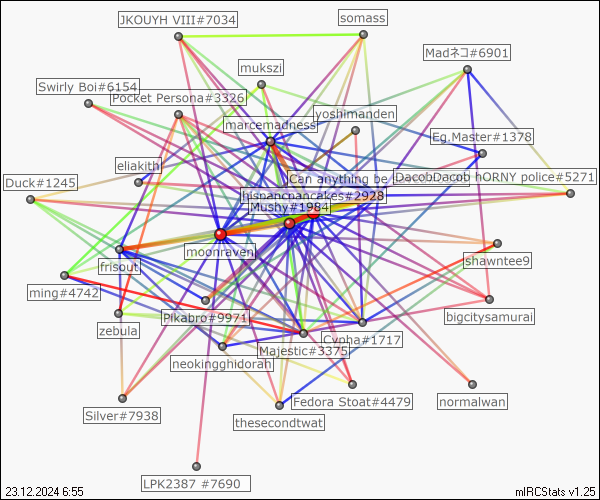 JKOUYH VIII#7034
somass
Madネコ#6901
mukszi
Swirly Boi#6154
Pocket Persona#3326
yoshimanden
marcemadness
Eg.Master#1378
eliakith
Can anything be
DacobDacob hORNY police#5271
Duck#1245
hispancpancakes#2928
Mushy#1984
moonraven
shawntee9
frisout
ming#4742
Pikabro#9971
bigcitysamurai
zebula
Cypha#1717
Majestic#3375
neokingghidorah
Fedora Stoat#4479
normalwan
Silver#7938
thesecondtwat
LPK2387 #7690
23.12.2024 6:55
mIRCStats v1.25